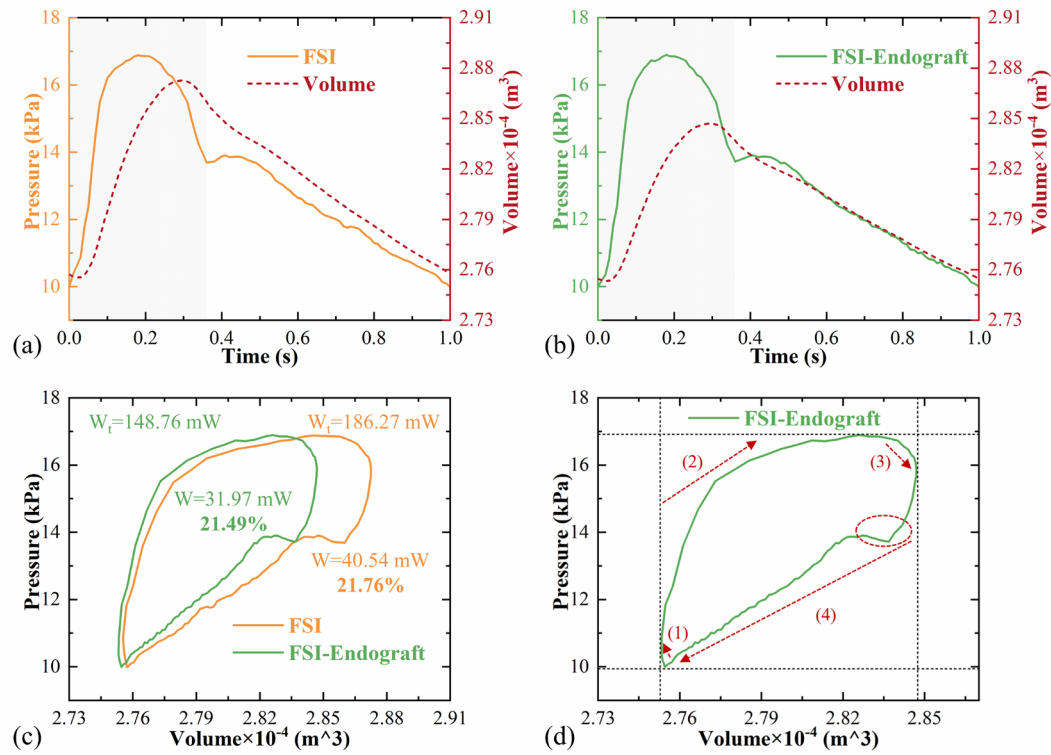 18
16
14
12
10
Pressure (kPa)
FSI
Volume
2.91
2.88
2.85
2.82
2.79
2.76
2.73
Volume×10⁻⁴ (m³)
0.0
0.2
0.4
0.6
0.8
1.0
Time (s)
(a)
18
16
14
12
10
Pressure (kPa)
FSI-Endograft
Volume
2.91
2.88
2.85
2.82
2.79
2.76
2.73
Volume×10⁻⁴ (m³)
0.0
0.2
0.4
0.6
0.8
1.0
Time (s)
(b)
18
16
14
12
10
Pressure (kPa)
Wₜ=148.76 mW
Wₜ=186.27 mW
W=31.97 mW
21.49%
W=40.54 mW
21.76%
FSI
FSI-Endograft
2.73
2.76
2.79
2.82
2.85
2.88
2.91
Volume×10⁻⁴ (m^3)
(c)
18
16
14
12
10
Pressure (kPa)
FSI-Endograft
(2)
(3)
(1)
(4)
2.73
2.76
2.79
2.82
2.85
Volume×10⁻⁴ (m^3)
(d)